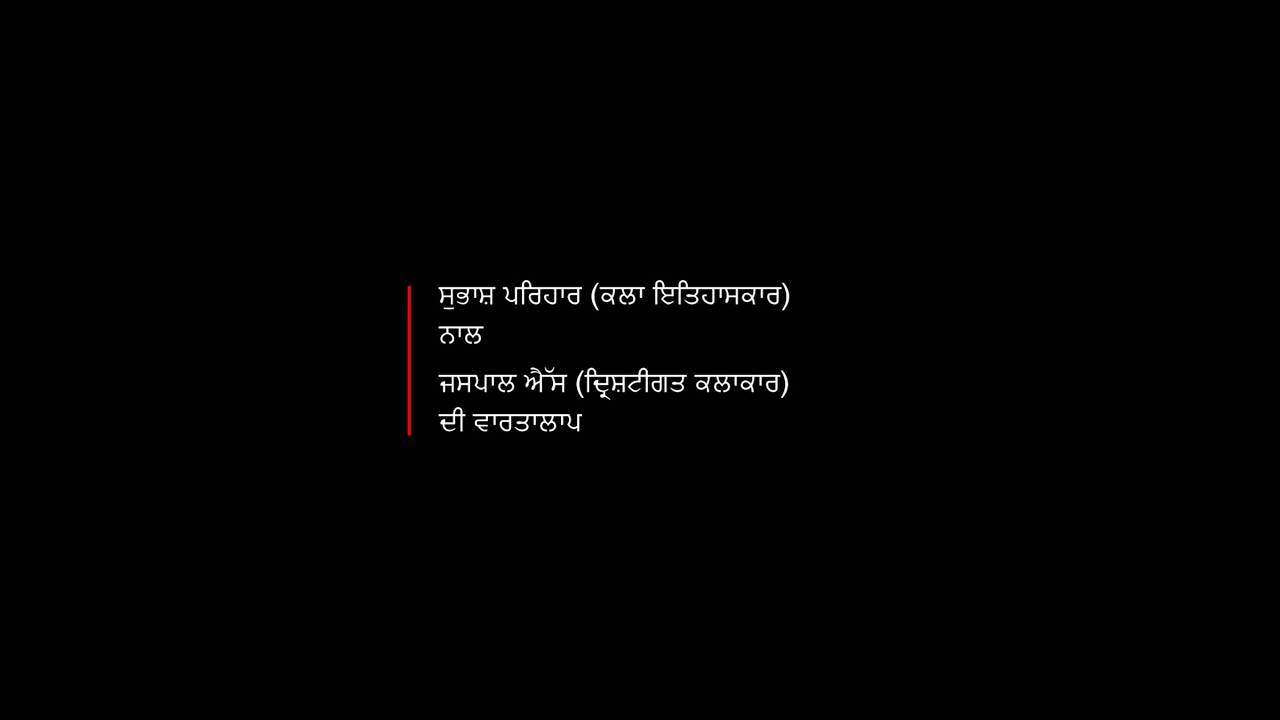 ਸੁਭਾਸ਼ ਪਰਿਹਾਰ (ਕਲਾ ਇਤਿਹਾਸਕਾਰ)
ਨਾਲ
ਜਸਪਾਲ ਐੱਸ (ਦ੍ਰਿਸ਼ਟੀਗਤ ਕਲਾਕਾਰ)
ਦੀ ਵਾਰਤਾਲਾਪ